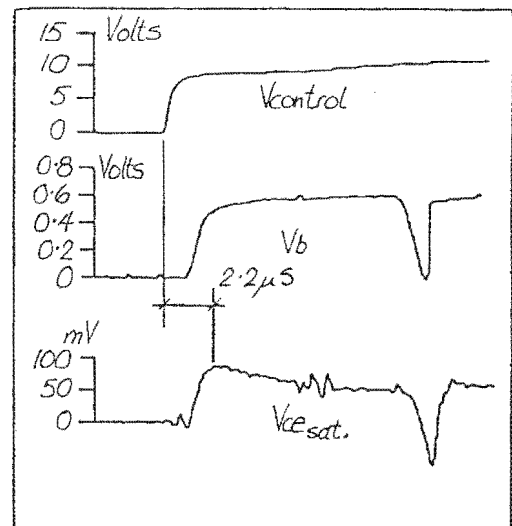 15 Volts
10
5
0
Vcontrol
0.8 Volts
0.6
0.4
0.2
0
Vb
2.2μS
mV
100
50
0
Vce sat.